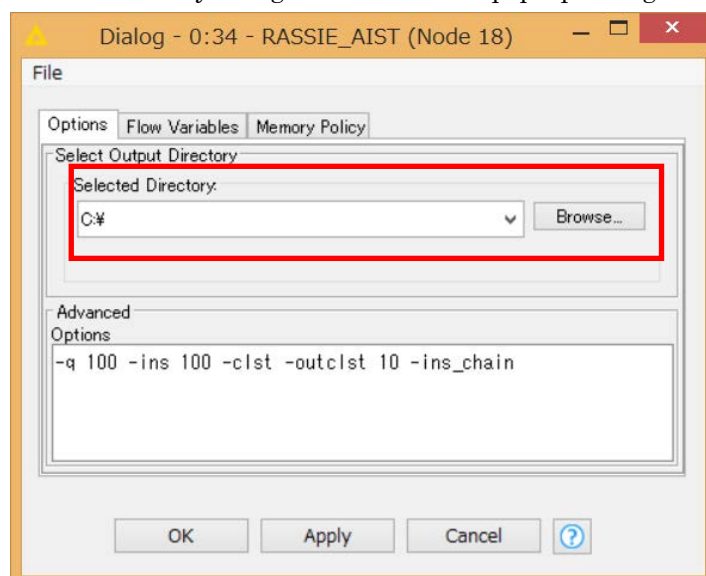 Dialog - 0:34 - RASSIE_AIST (Node 18)
File
Options Flow Variables Memory Policy
Select Output Directory
Selected Directory:
C:¥ Browse...
Advanced
Options
-q 100 -ins 100 -clst -outclst 10 -ins_chain
OK Apply Cancel ?